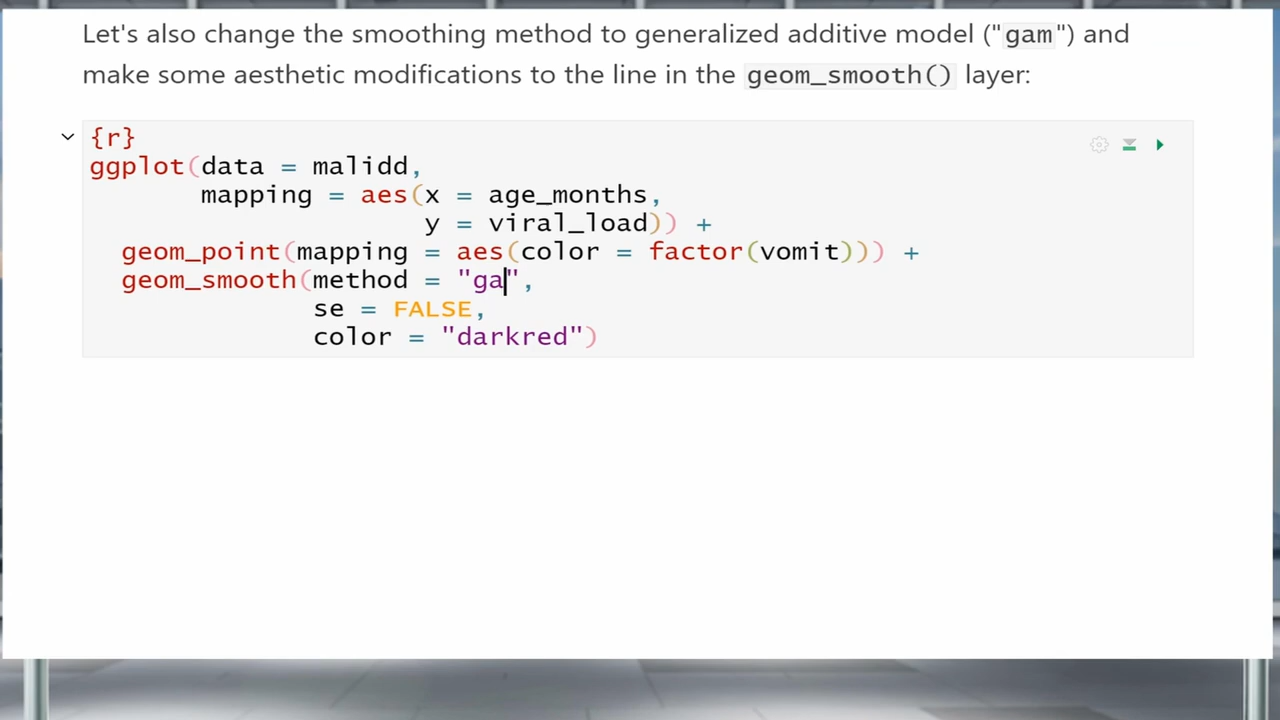 Let's also change the smoothing method to generalized additive model ("gam") and
make some aesthetic modifications to the line in the geom_smooth() layer:
{r}
ggplot(data = malidd,
        mapping = aes(x = age_months,
                      y = viral_load)) +
  geom_point(mapping = aes(color = factor(vomit))) +
  geom_smooth(method = "ga",
              se = FALSE,
              color = "darkred")